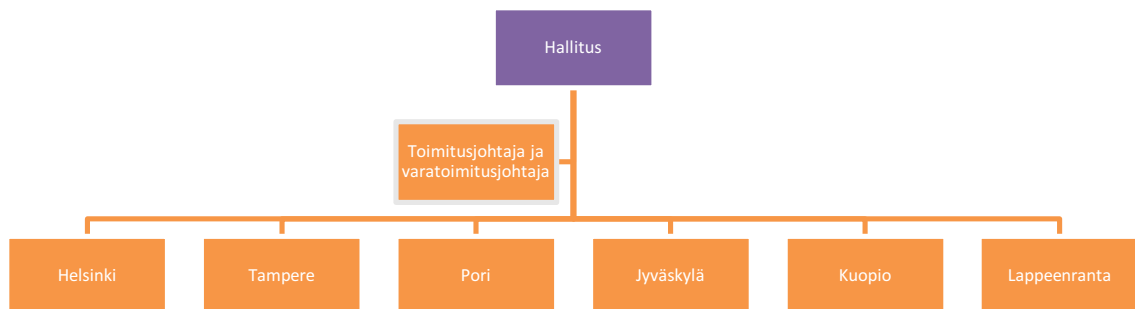 Hallitus
Toimitusjohtaja ja
varatoimitusjohtaja
Helsinki
Tampere
Pori
Jyväskylä
Kuopio
Lappeenranta